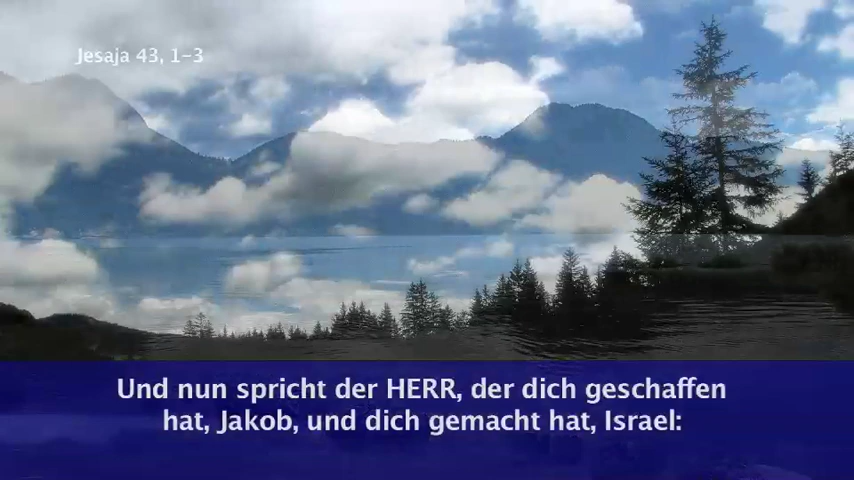 Jesaja 43, 1–3
Und nun spricht der HERR, der dich geschaffen
hat, Jakob, und dich gemacht hat, Israel: